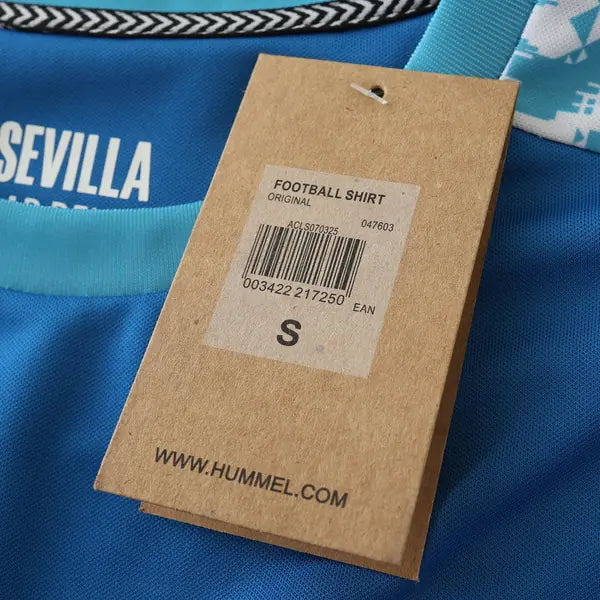 SEVILLA
FOOTBALL SHIRT
ORIGINAL
ACLS070325 047603
003422 217250 EAN
S
WWW.HUMMEL.COM